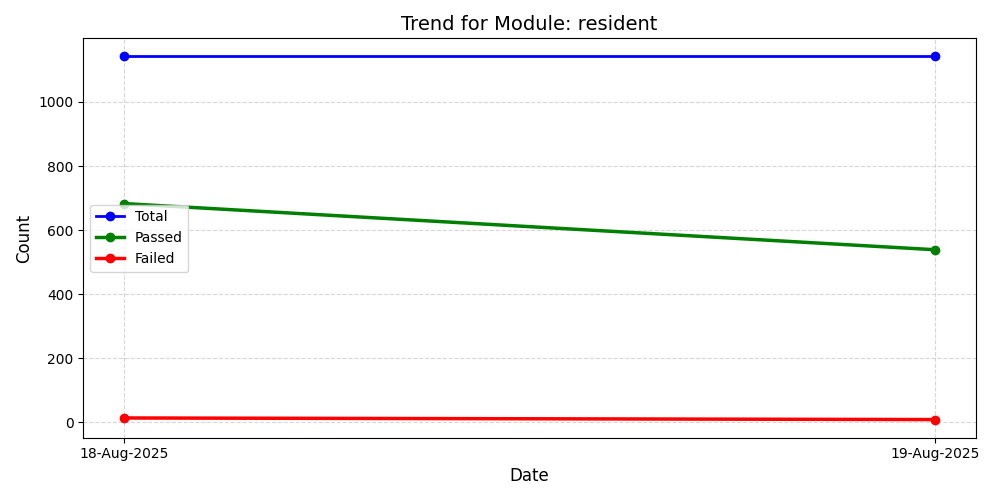 Trend for Module: resident
Count
1000
800
600
400
200
0
Total
Passed
Failed
18-Aug-2025
19-Aug-2025
Date